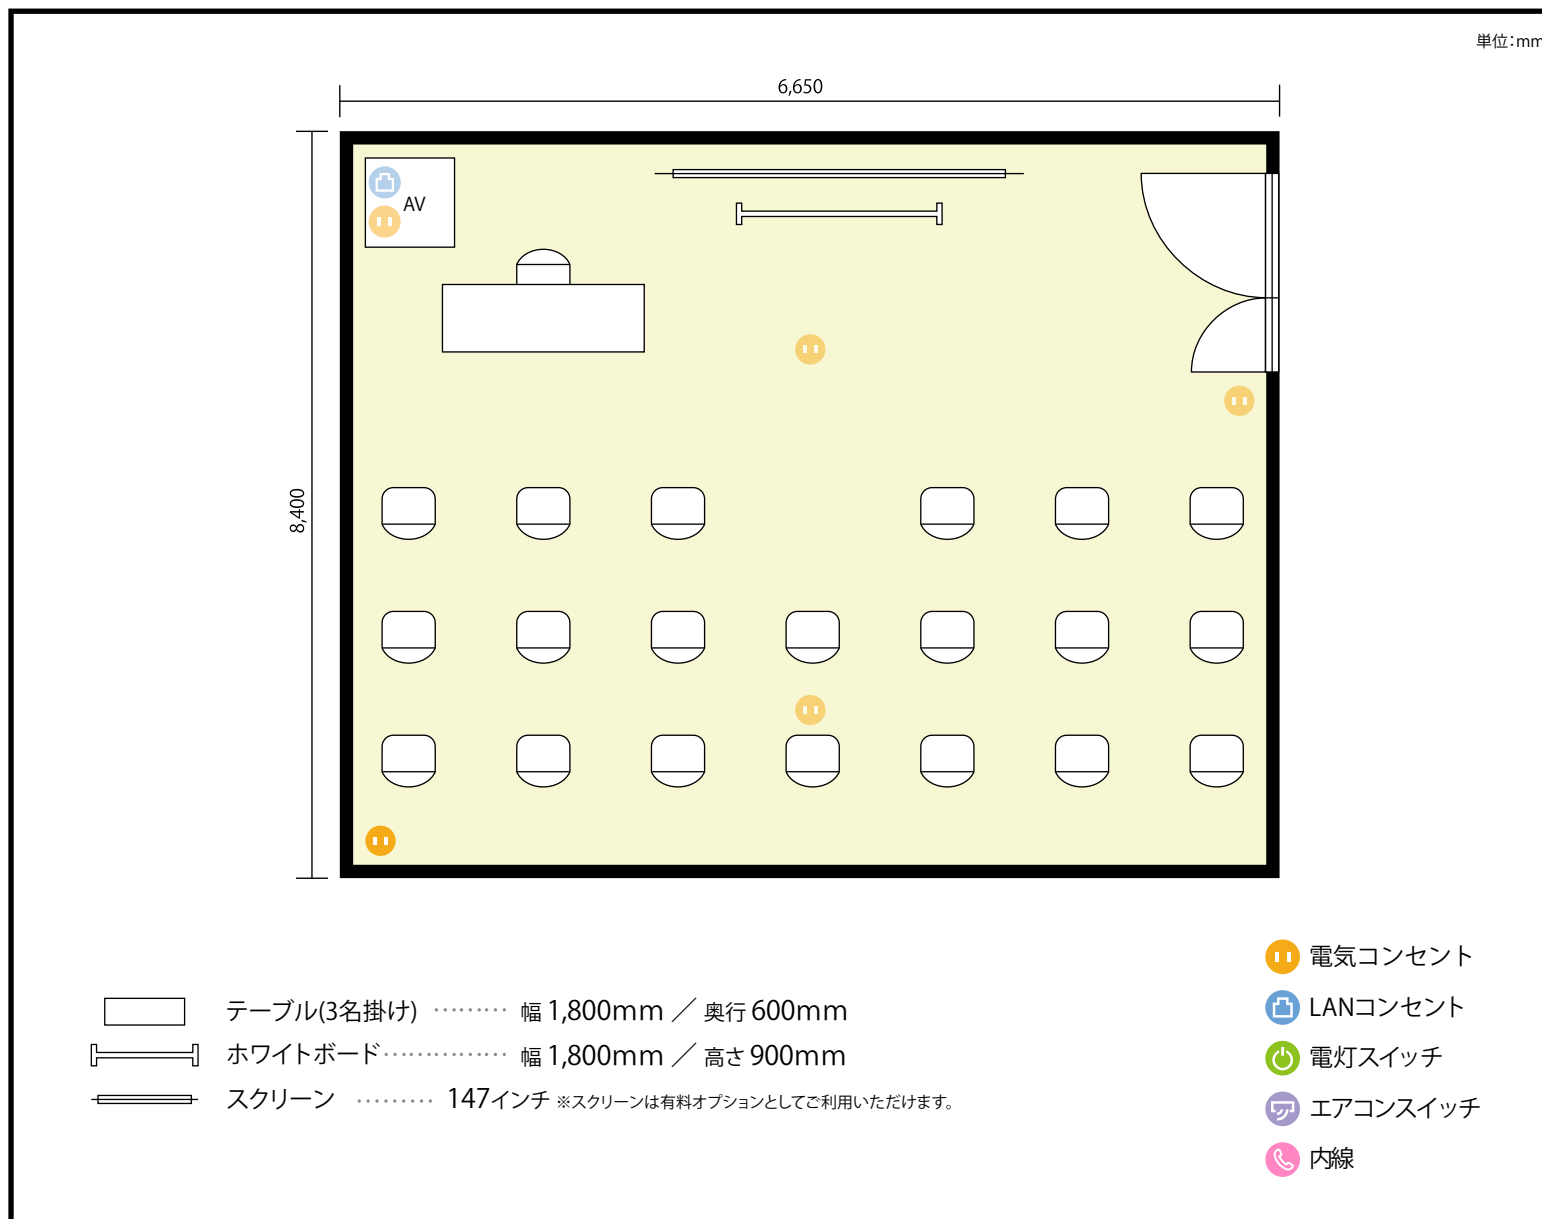 単位：mm
6,650
AV
8,400
テーブル(3名掛け) ……… 幅 1,800mm ／ 奥行 600mm
ホワイトボード…………… 幅 1,800mm ／ 高さ 900mm
スクリーン ……… 147インチ ※スクリーンは有料オプションとしてご利用いただけます。
電気コンセント
LANコンセント
電灯スイッチ
エアコンスイッチ
内線